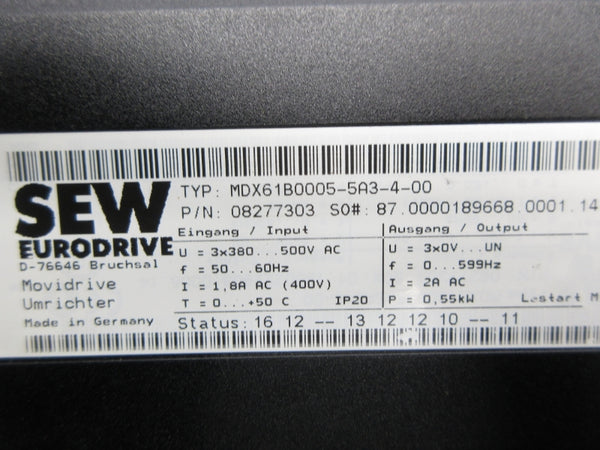 TYP: MDX61B0005-5A3-4-00
SEW
EURODRIVE
P/N: 08277303 SO#: 87.0000189668.0001.14
D-76646 Bruchsal
Movidrive
Umrichter
Made in Germany
Eingang / Input
U = 3x380...500V AC
f = 50...60Hz
I = 1,8A AC (400V)
T = 0...+50 C IP20
Ausgang / Output
U = 3x0V...UN
f = 0...599Hz
I = 2A AC
P = 0,55kW Lastart M
Status: 16 12 -- 13 12 12 10 -- 11